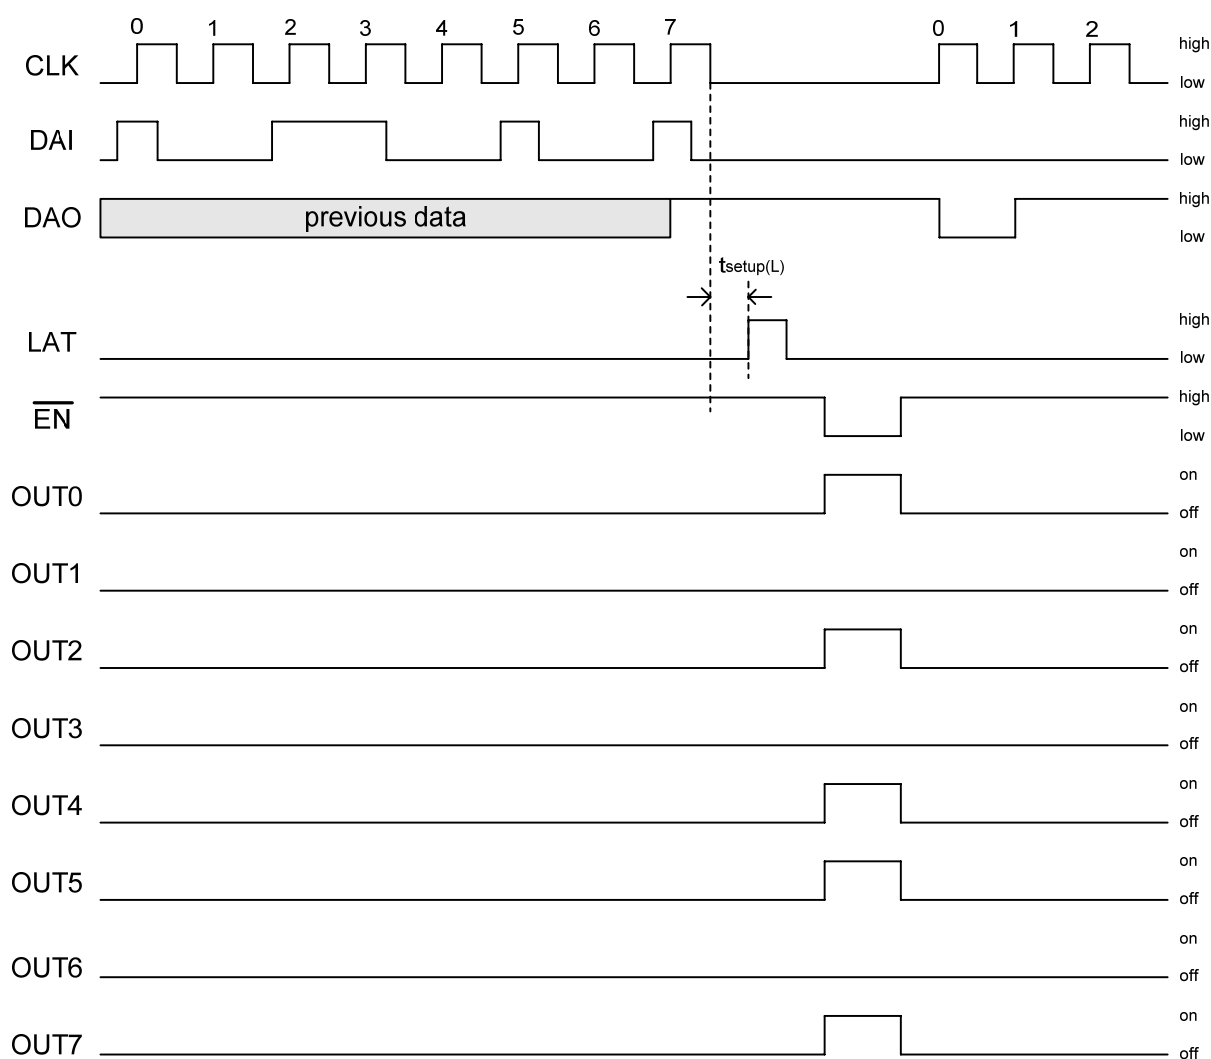 0 1 2 3 4 5 6 7 0 1 2
CLK high
low
DAI high
low
DAO previous data high
low
tsetup(L)
LAT high
low
EN high
low
OUT0 on
off
OUT1 on
off
OUT2 on
off
OUT3 on
off
OUT4 on
off
OUT5 on
off
OUT6 on
off
OUT7 on
off